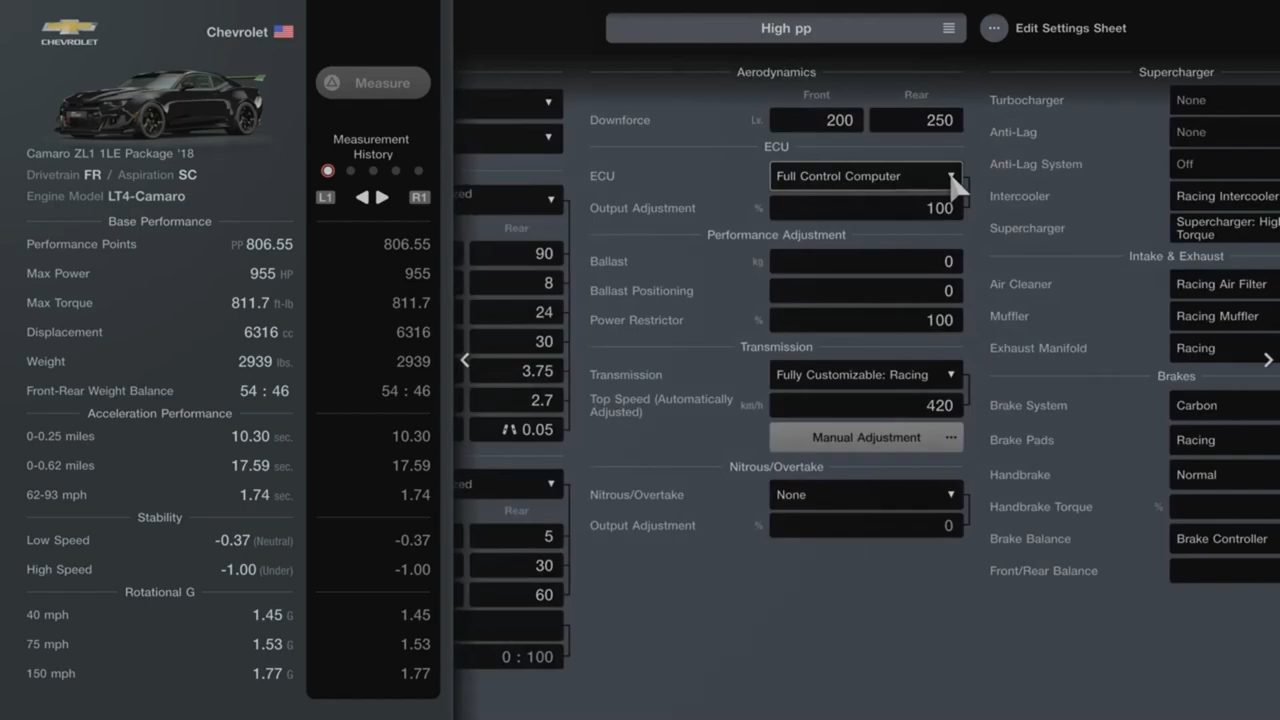 CHEVROLET
Chevrolet
Camaro ZL1 1LE Package '18
Drivetrain FR / Aspiration SC
Engine Model LT4-Camaro
Base Performance
Performance Points PP 806.55
Max Power 955 HP
Max Torque 811.7 ft-lb
Displacement 6316 cc
Weight 2939 lbs.
Front-Rear Weight Balance 54 : 46
Acceleration Performance
0-0.25 miles 10.30 sec.
0-0.62 miles 17.59 sec.
62-93 mph 1.74 sec.
Stability
Low Speed -0.37 (Neutral)
High Speed -1.00 (Under)
Rotational G
40 mph 1.45 G
75 mph 1.53 G
150 mph 1.77 G
Measure
Measurement
History
L1 R1
806.55
955
811.7
6316
2939
54 : 46
10.30
17.59
1.74
-0.37
-1.00
1.45
1.53
1.77
High pp
Edit Settings Sheet
Rear
90
8
24
30
3.75
2.7
0.05
Rear
5
30
60
0 : 100
Aerodynamics
Front Rear
Downforce Lv. 200 250
ECU
ECU Full Control Computer
Output Adjustment % 100
Performance Adjustment
Ballast kg 0
Ballast Positioning 0
Power Restrictor % 100
Transmission
Transmission Fully Customizable: Racing
Top Speed (Automatically
Adjusted) km/h 420
Manual Adjustment
Nitrous/Overtake
Nitrous/Overtake None
Output Adjustment % 0
Supercharger
Turbocharger None
Anti-Lag None
Anti-Lag System Off
Intercooler Racing Intercooler
Supercharger Supercharger: High
Torque
Intake & Exhaust
Air Cleaner Racing Air Filter
Muffler Racing Muffler
Exhaust Manifold Racing
Brakes
Brake System Carbon
Brake Pads Racing
Handbrake Normal
Handbrake Torque %
Brake Balance Brake Controller
Front/Rear Balance